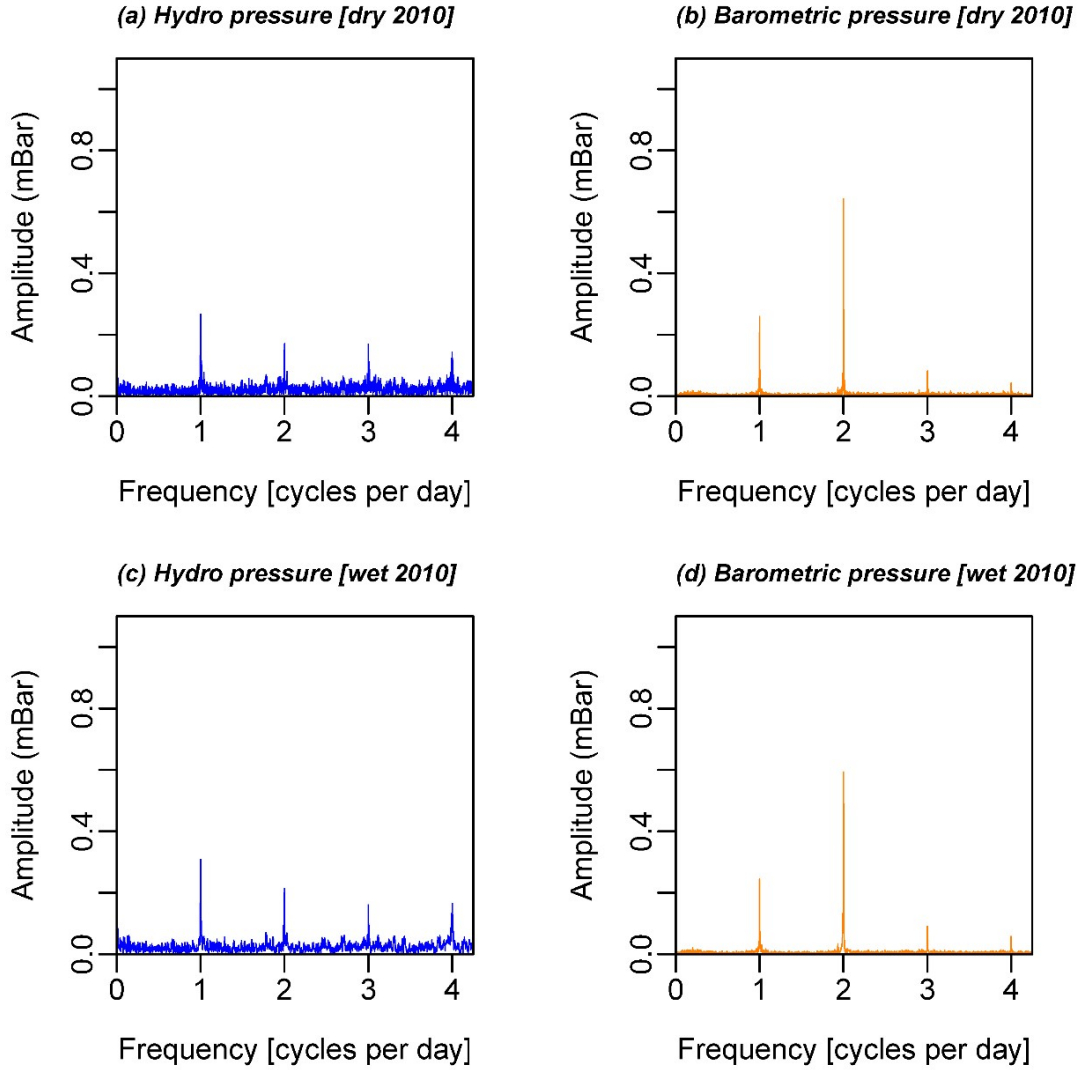 (a) Hydro pressure [dry 2010]
Amplitude (mBar)
0.0 0.4 0.8
0 1 2 3 4
Frequency [cycles per day]
(b) Barometric pressure [dry 2010]
Amplitude (mBar)
0.0 0.4 0.8
0 1 2 3 4
Frequency [cycles per day]
(c) Hydro pressure [wet 2010]
Amplitude (mBar)
0.0 0.4 0.8
0 1 2 3 4
Frequency [cycles per day]
(d) Barometric pressure [wet 2010]
Amplitude (mBar)
0.0 0.4 0.8
0 1 2 3 4
Frequency [cycles per day]